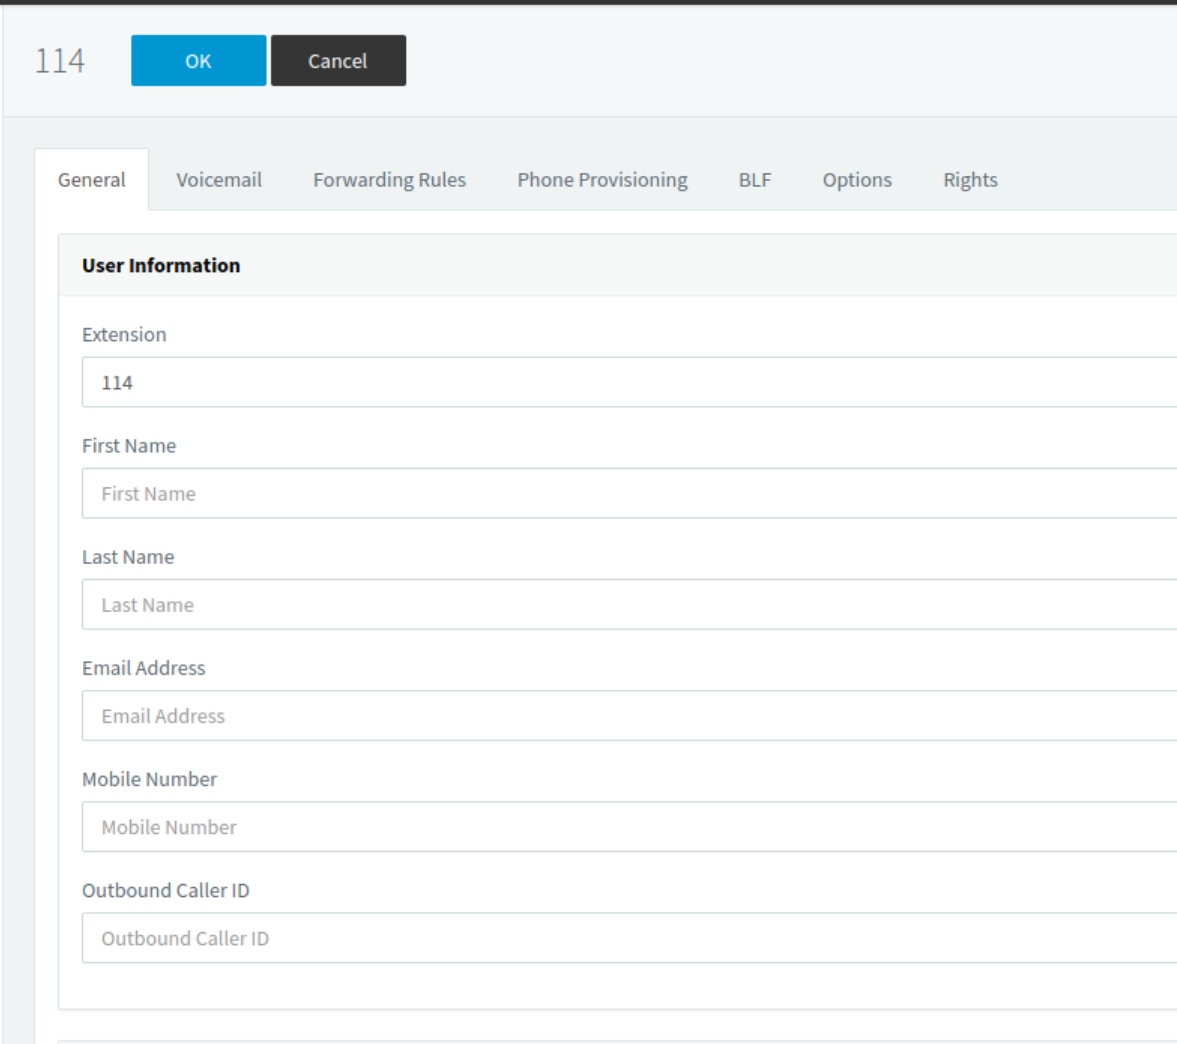 114 OK Cancel
General Voicemail Forwarding Rules Phone Provisioning BLF Options Rights
User Information
Extension
114
First Name
First Name
Last Name
Last Name
Email Address
Email Address
Mobile Number
Mobile Number
Outbound Caller ID
Outbound Caller ID